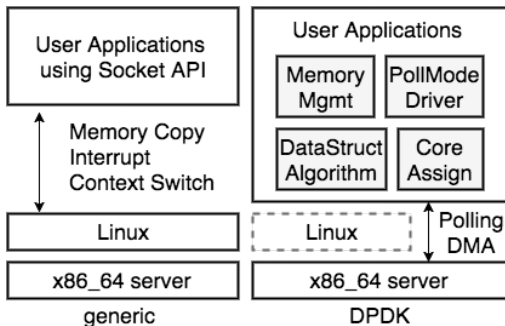 User Applications
using Socket API
Memory Copy
Interrupt
Context Switch
Linux
x86_64 server
generic
User Applications
Memory
Mgmt
PollMode
Driver
DataStruct
Algorithm
Core
Assign
Linux
Polling
DMA
x86_64 server
DPDK